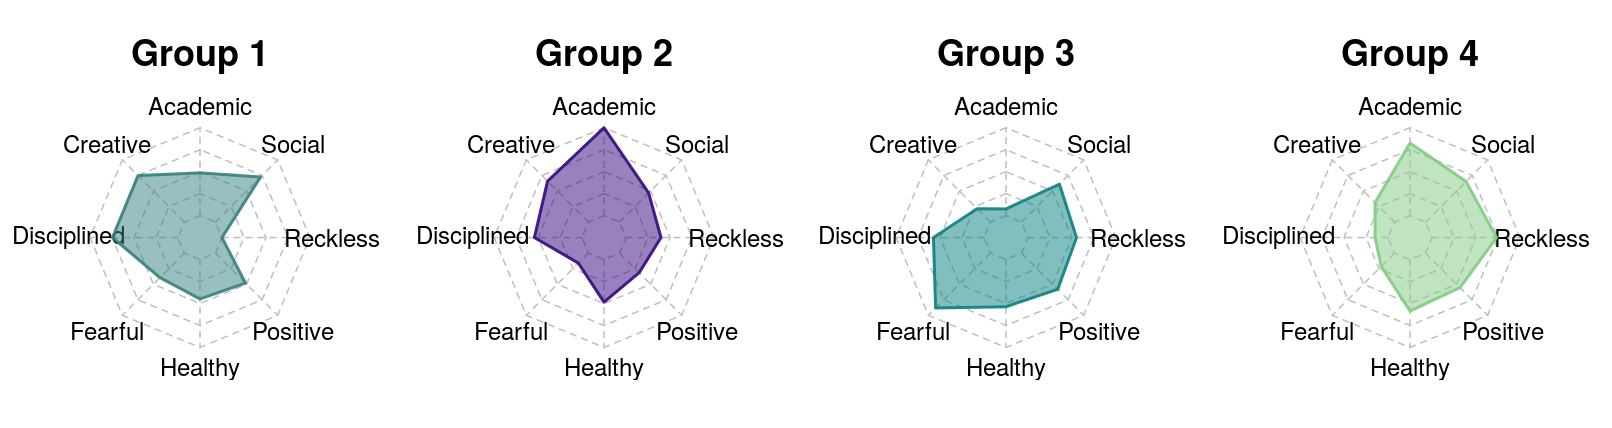 Group 1
Academic
Creative
Social
Disciplined
Reckless
Fearful
Positive
Healthy
Group 2
Academic
Creative
Social
Disciplined
Reckless
Fearful
Positive
Healthy
Group 3
Academic
Creative
Social
Disciplined
Reckless
Fearful
Positive
Healthy
Group 4
Academic
Creative
Social
Disciplined
Reckless
Fearful
Positive
Healthy